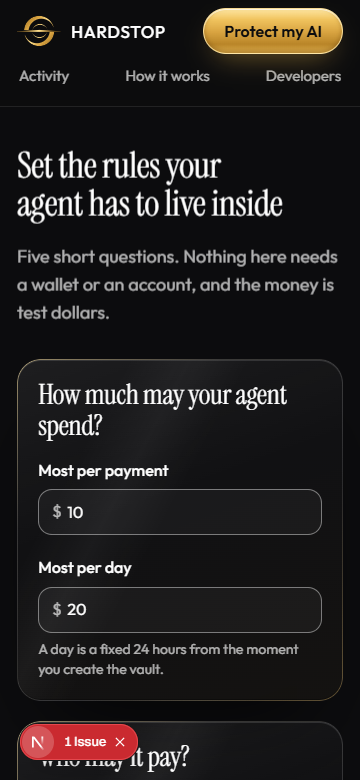 HARDSTOP
Protect my AI
Activity
How it works
Developers
Set the rules your
agent has to live inside
Five short questions. Nothing here needs
a wallet or an account, and the money is
test dollars.
How much may your agent
spend?
Most per payment
$ 10
Most per day
$ 20
A day is a fixed 24 hours from the moment
you create the vault.
N 1 Issue
it pay?